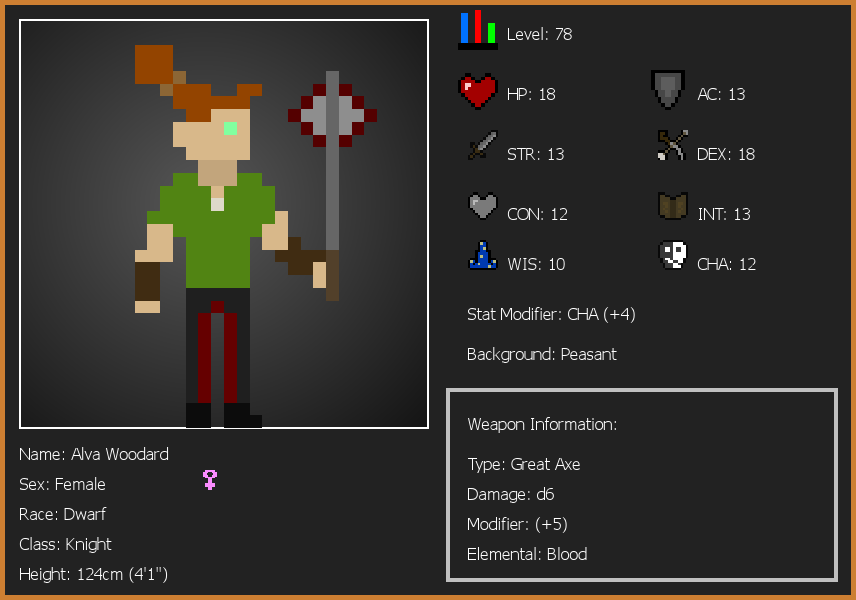 Level: 78
HP: 18
AC: 13
STR: 13
DEX: 18
CON: 12
INT: 13
WIS: 10
CHA: 12
Stat Modifier: CHA (+4)
Background: Peasant
Weapon Information:
Type: Great Axe
Damage: d6
Modifier: (+5)
Elemental: Blood
Name: Alva Woodard
Sex: Female
Race: Dwarf
Class: Knight
Height: 124cm (4'1")